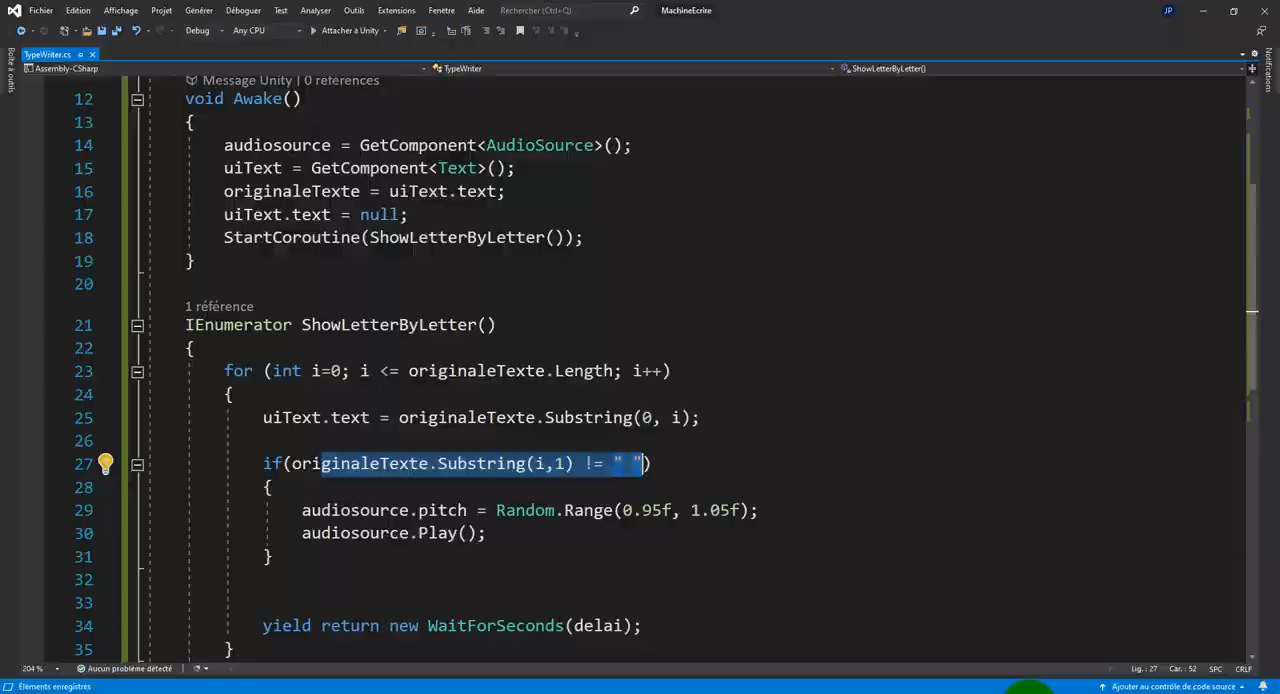 Fichier Edition Affichage Projet Générer Déboguer Test Analyser Outils Extensions Fenêtre Aide Rechercher (Ctrl+Q) MachineEcrire JP
Debug Any CPU Attacher à Unity
TypeWriter.cs
Assembly-CSharp TypeWriter ShowLetterByLetter()
Boîte à outils
Notifications
Message Unity | 0 references
12 void Awake()
13 {
14 audiosource = GetComponent<AudioSource>();
15 uiText = GetComponent<Text>();
16 originaleTexte = uiText.text;
17 uiText.text = null;
18 StartCoroutine(ShowLetterByLetter());
19 }
20
1 référence
21 IEnumerator ShowLetterByLetter()
22 {
23 for (int i=0; i <= originaleTexte.Length; i++)
24 {
25 uiText.text = originaleTexte.Substring(0, i);
26
27 if(originaleTexte.Substring(i,1) != " ")
28 {
29 audiosource.pitch = Random.Range(0.95f, 1.05f);
30 audiosource.Play();
31 }
32
33
34 yield return new WaitForSeconds(delai);
35 }
204 % Aucun problème détecté Lig. : 27 Car. : 52 SPC CRLF
Éléments enregistrés Ajouter au contrôle de code source